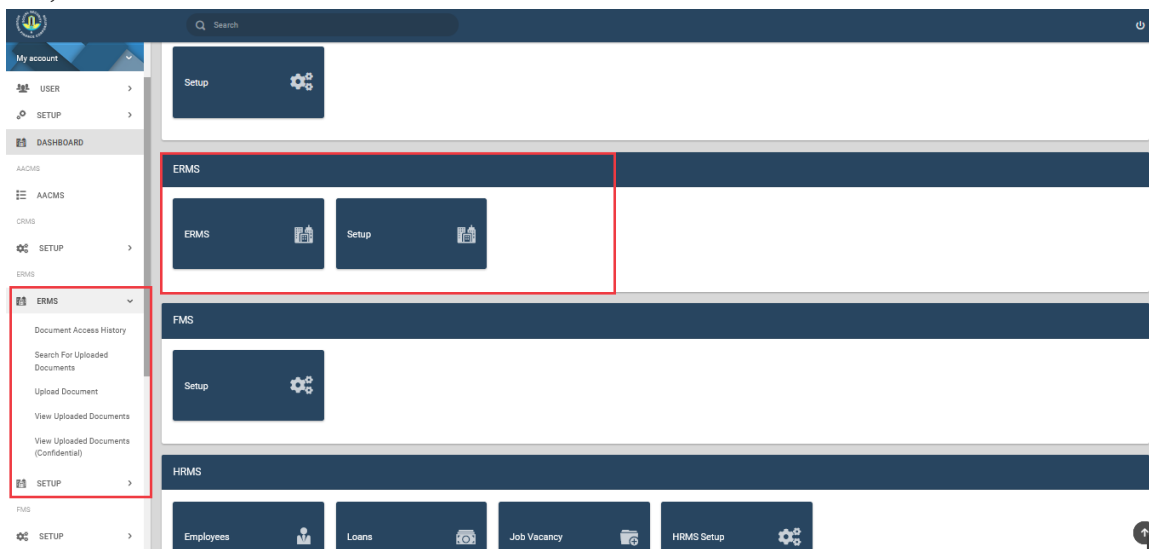 Search
My account
USER
SETUP
DASHBOARD
AACMS
AACMS
CRMS
SETUP
ERMS
ERMS
Document Access History
Search For Uploaded
Documents
Upload Document
View Uploaded Documents
View Uploaded Documents
(Confidential)
SETUP
FMS
SETUP
Setup
ERMS
ERMS
Setup
FMS
Setup
HRMS
Employees
Loans
Job Vacancy
HRMS Setup